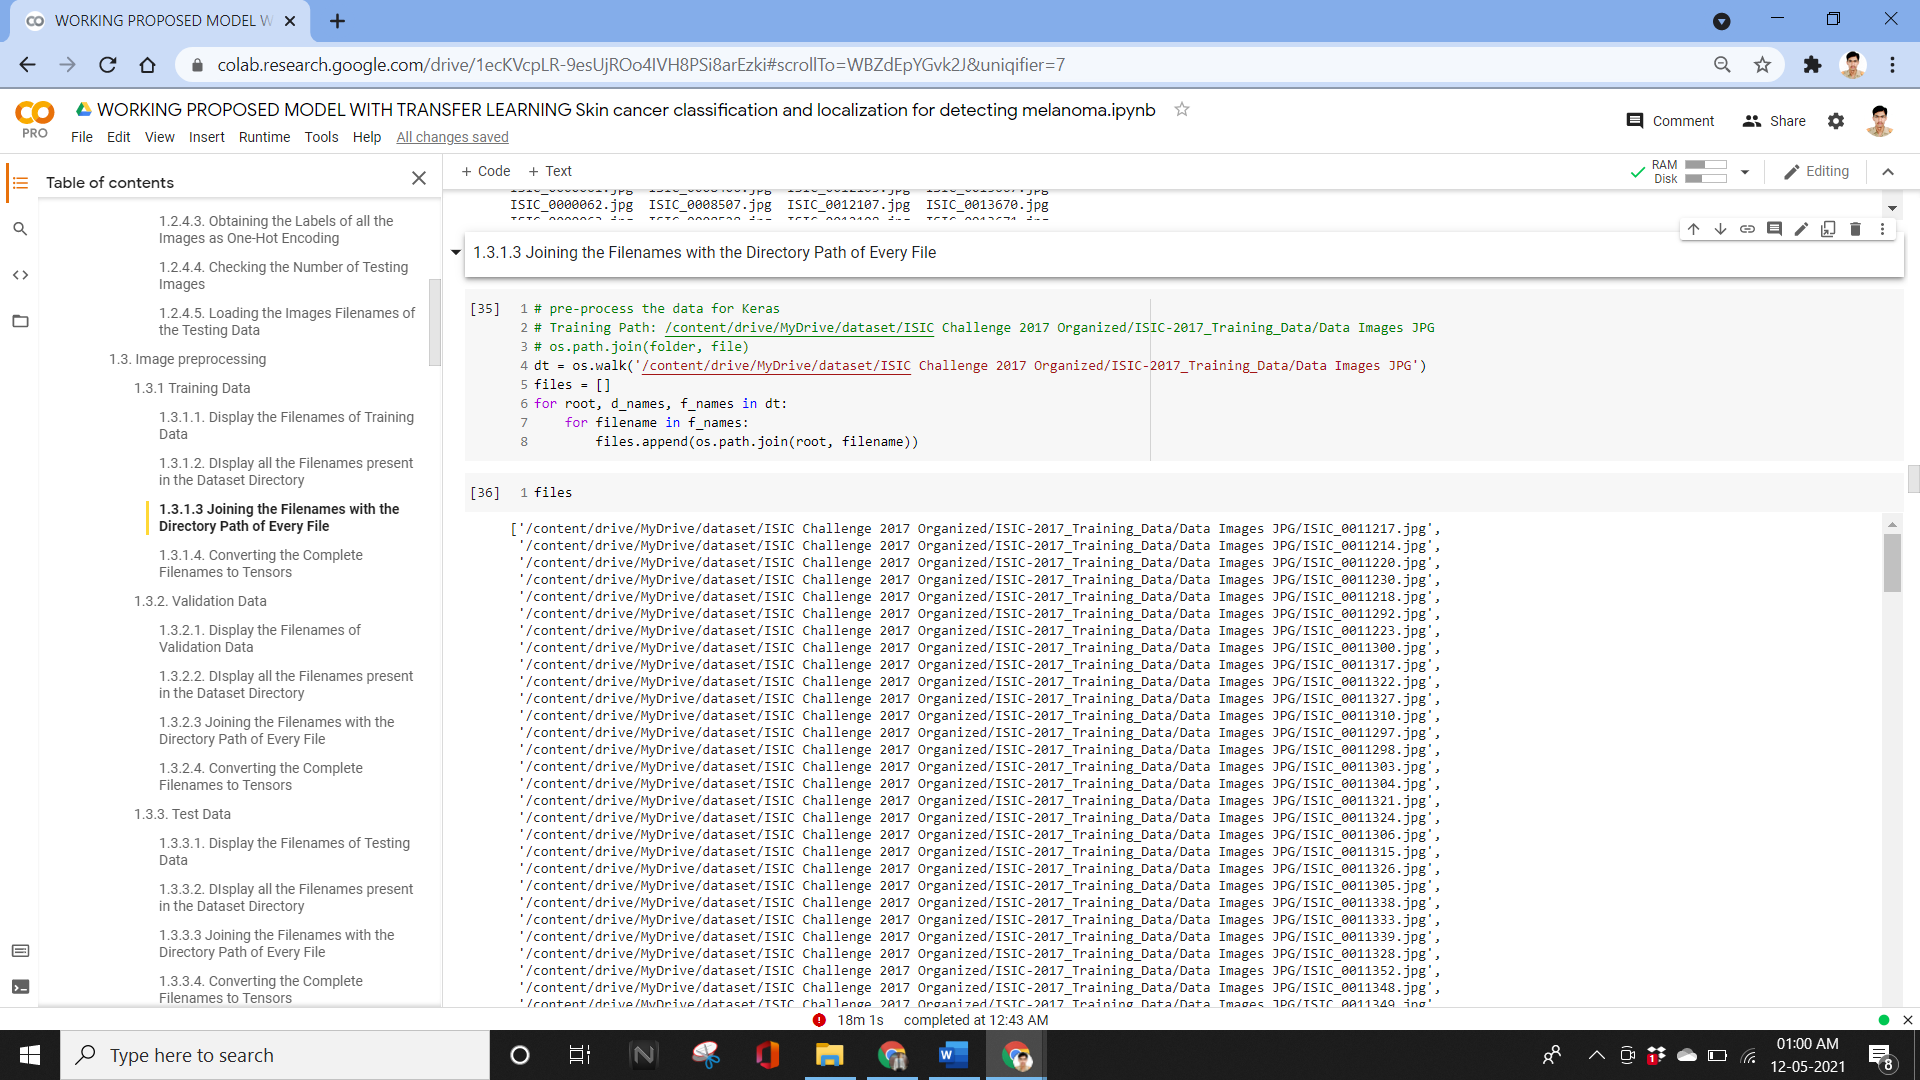 WORKING PROPOSED MODEL W
colab.research.google.com/drive/1ecKVcpLR-9esUjROo4IVH8PSi8arEzki#scrollTo=WBZdEpYGvk2J&uniqifier=7
PRO
WORKING PROPOSED MODEL WITH TRANSFER LEARNING Skin cancer classification and localization for detecting melanoma.ipynb
File Edit View Insert Runtime Tools Help All changes saved
Comment Share
Table of contents
1.2.4.3. Obtaining the Labels of all the
Images as One-Hot Encoding
1.2.4.4. Checking the Number of Testing
Images
1.2.4.5. Loading the Images Filenames of
the Testing Data
1.3. Image preprocessing
1.3.1 Training Data
1.3.1.1. Display the Filenames of Training
Data
1.3.1.2. DIsplay all the Filenames present
in the Dataset Directory
1.3.1.3 Joining the Filenames with the
Directory Path of Every File
1.3.1.4. Converting the Complete
Filenames to Tensors
1.3.2. Validation Data
1.3.2.1. Display the Filenames of
Validation Data
1.3.2.2. DIsplay all the Filenames present
in the Dataset Directory
1.3.2.3 Joining the Filenames with the
Directory Path of Every File
1.3.2.4. Converting the Complete
Filenames to Tensors
1.3.3. Test Data
1.3.3.1. Display the Filenames of Testing
Data
1.3.3.2. DIsplay all the Filenames present
in the Dataset Directory
1.3.3.3 Joining the Filenames with the
Directory Path of Every File
1.3.3.4. Converting the Complete
Filenames to Tensors
+ Code + Text
RAM
Disk
Editing
ISIC_0000062.jpg ISIC_0008507.jpg ISIC_0012107.jpg ISIC_0013670.jpg
1.3.1.3 Joining the Filenames with the Directory Path of Every File
[35] 1 # pre-process the data for Keras
2 # Training Path: /content/drive/MyDrive/dataset/ISIC Challenge 2017 Organized/ISIC-2017_Training_Data/Data Images JPG
3 # os.path.join(folder, file)
4 dt = os.walk('/content/drive/MyDrive/dataset/ISIC Challenge 2017 Organized/ISIC-2017_Training_Data/Data Images JPG')
5 files = []
6 for root, d_names, f_names in dt:
7 for filename in f_names:
8 files.append(os.path.join(root, filename))
[36] 1 files
['/content/drive/MyDrive/dataset/ISIC Challenge 2017 Organized/ISIC-2017_Training_Data/Data Images JPG/ISIC_0011217.jpg',
'/content/drive/MyDrive/dataset/ISIC Challenge 2017 Organized/ISIC-2017_Training_Data/Data Images JPG/ISIC_0011214.jpg',
'/content/drive/MyDrive/dataset/ISIC Challenge 2017 Organized/ISIC-2017_Training_Data/Data Images JPG/ISIC_0011220.jpg',
'/content/drive/MyDrive/dataset/ISIC Challenge 2017 Organized/ISIC-2017_Training_Data/Data Images JPG/ISIC_0011230.jpg',
'/content/drive/MyDrive/dataset/ISIC Challenge 2017 Organized/ISIC-2017_Training_Data/Data Images JPG/ISIC_0011218.jpg',
'/content/drive/MyDrive/dataset/ISIC Challenge 2017 Organized/ISIC-2017_Training_Data/Data Images JPG/ISIC_0011292.jpg',
'/content/drive/MyDrive/dataset/ISIC Challenge 2017 Organized/ISIC-2017_Training_Data/Data Images JPG/ISIC_0011223.jpg',
'/content/drive/MyDrive/dataset/ISIC Challenge 2017 Organized/ISIC-2017_Training_Data/Data Images JPG/ISIC_0011300.jpg',
'/content/drive/MyDrive/dataset/ISIC Challenge 2017 Organized/ISIC-2017_Training_Data/Data Images JPG/ISIC_0011317.jpg',
'/content/drive/MyDrive/dataset/ISIC Challenge 2017 Organized/ISIC-2017_Training_Data/Data Images JPG/ISIC_0011322.jpg',
'/content/drive/MyDrive/dataset/ISIC Challenge 2017 Organized/ISIC-2017_Training_Data/Data Images JPG/ISIC_0011327.jpg',
'/content/drive/MyDrive/dataset/ISIC Challenge 2017 Organized/ISIC-2017_Training_Data/Data Images JPG/ISIC_0011310.jpg',
'/content/drive/MyDrive/dataset/ISIC Challenge 2017 Organized/ISIC-2017_Training_Data/Data Images JPG/ISIC_0011297.jpg',
'/content/drive/MyDrive/dataset/ISIC Challenge 2017 Organized/ISIC-2017_Training_Data/Data Images JPG/ISIC_0011298.jpg',
'/content/drive/MyDrive/dataset/ISIC Challenge 2017 Organized/ISIC-2017_Training_Data/Data Images JPG/ISIC_0011303.jpg',
'/content/drive/MyDrive/dataset/ISIC Challenge 2017 Organized/ISIC-2017_Training_Data/Data Images JPG/ISIC_0011304.jpg',
'/content/drive/MyDrive/dataset/ISIC Challenge 2017 Organized/ISIC-2017_Training_Data/Data Images JPG/ISIC_0011321.jpg',
'/content/drive/MyDrive/dataset/ISIC Challenge 2017 Organized/ISIC-2017_Training_Data/Data Images JPG/ISIC_0011324.jpg',
'/content/drive/MyDrive/dataset/ISIC Challenge 2017 Organized/ISIC-2017_Training_Data/Data Images JPG/ISIC_0011306.jpg',
'/content/drive/MyDrive/dataset/ISIC Challenge 2017 Organized/ISIC-2017_Training_Data/Data Images JPG/ISIC_0011315.jpg',
'/content/drive/MyDrive/dataset/ISIC Challenge 2017 Organized/ISIC-2017_Training_Data/Data Images JPG/ISIC_0011326.jpg',
'/content/drive/MyDrive/dataset/ISIC Challenge 2017 Organized/ISIC-2017_Training_Data/Data Images JPG/ISIC_0011305.jpg',
'/content/drive/MyDrive/dataset/ISIC Challenge 2017 Organized/ISIC-2017_Training_Data/Data Images JPG/ISIC_0011338.jpg',
'/content/drive/MyDrive/dataset/ISIC Challenge 2017 Organized/ISIC-2017_Training_Data/Data Images JPG/ISIC_0011333.jpg',
'/content/drive/MyDrive/dataset/ISIC Challenge 2017 Organized/ISIC-2017_Training_Data/Data Images JPG/ISIC_0011339.jpg',
'/content/drive/MyDrive/dataset/ISIC Challenge 2017 Organized/ISIC-2017_Training_Data/Data Images JPG/ISIC_0011328.jpg',
'/content/drive/MyDrive/dataset/ISIC Challenge 2017 Organized/ISIC-2017_Training_Data/Data Images JPG/ISIC_0011352.jpg',
'/content/drive/MyDrive/dataset/ISIC Challenge 2017 Organized/ISIC-2017_Training_Data/Data Images JPG/ISIC_0011348.jpg',
'/content/drive/MyDrive/dataset/ISIC Challenge 2017 Organized/ISIC-2017_Training_Data/Data Images JPG/ISIC_0011349.jpg'
18m 1s completed at 12:43 AM
Type here to search
01:00 AM
12-05-2021
8